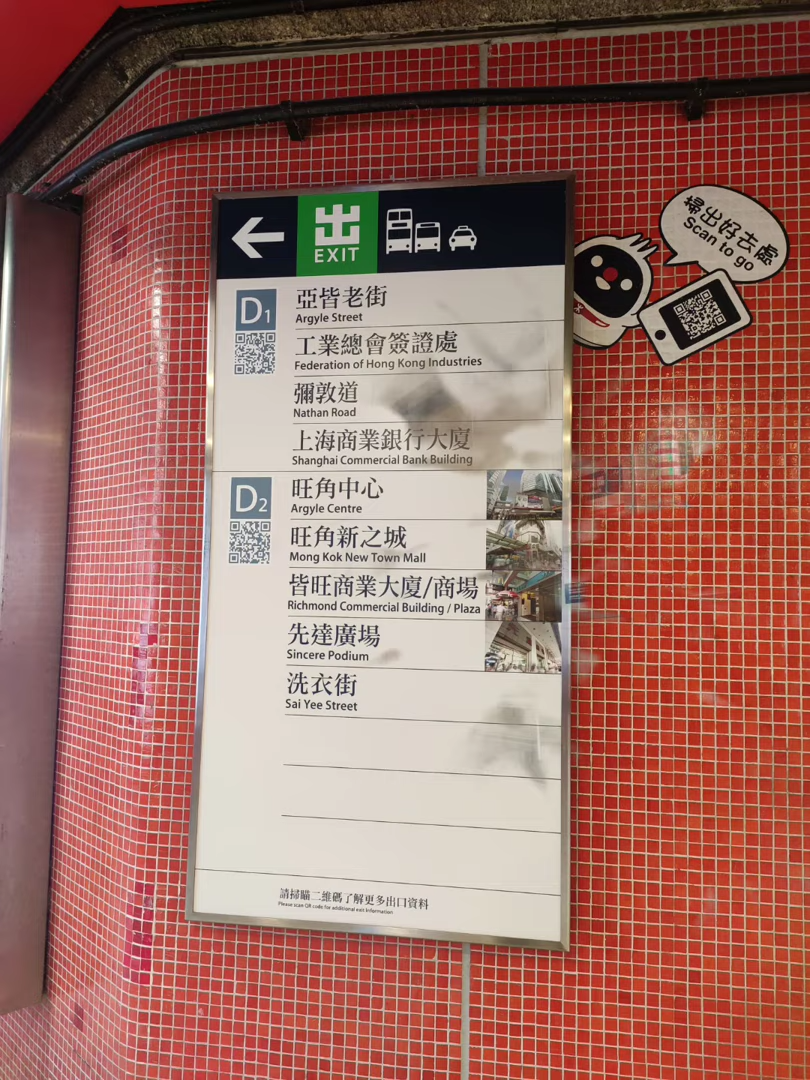 出
EXIT
掃出好去處
Scan to go
D1
亞皆老街
Argyle Street
工業總會簽證處
Federation of Hong Kong Industries
彌敦道
Nathan Road
上海商業銀行大廈
Shanghai Commercial Bank Building
D2
旺角中心
Argyle Centre
旺角新之城
Mong Kok New Town Mall
皆旺商業大廈/商場
Richmond Commercial Building / Plaza
先達廣場
Sincere Podium
洗衣街
Sai Yee Street
請掃瞄二維碼了解更多出口資料
Please scan QR code for additional exit information